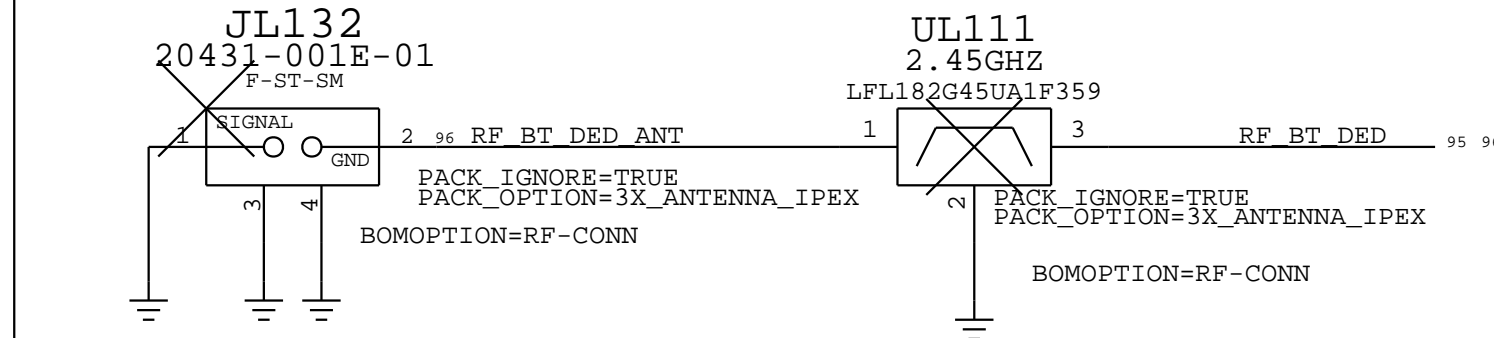 JL132
20431-001E-01
F-ST-SM
SIGNAL
1
2
GND
3
4
96 RF_BT_DED_ANT
PACK_IGNORE=TRUE
PACK_OPTION=3X_ANTENNA_IPEX
BOMOPTION=RF-CONN
UL111
2.45GHZ
LFL182G45UA1F359
1
3
2
RF_BT_DED 95
PACK_IGNORE=TRUE
PACK_OPTION=3X_ANTENNA_IPEX
BOMOPTION=RF-CONN